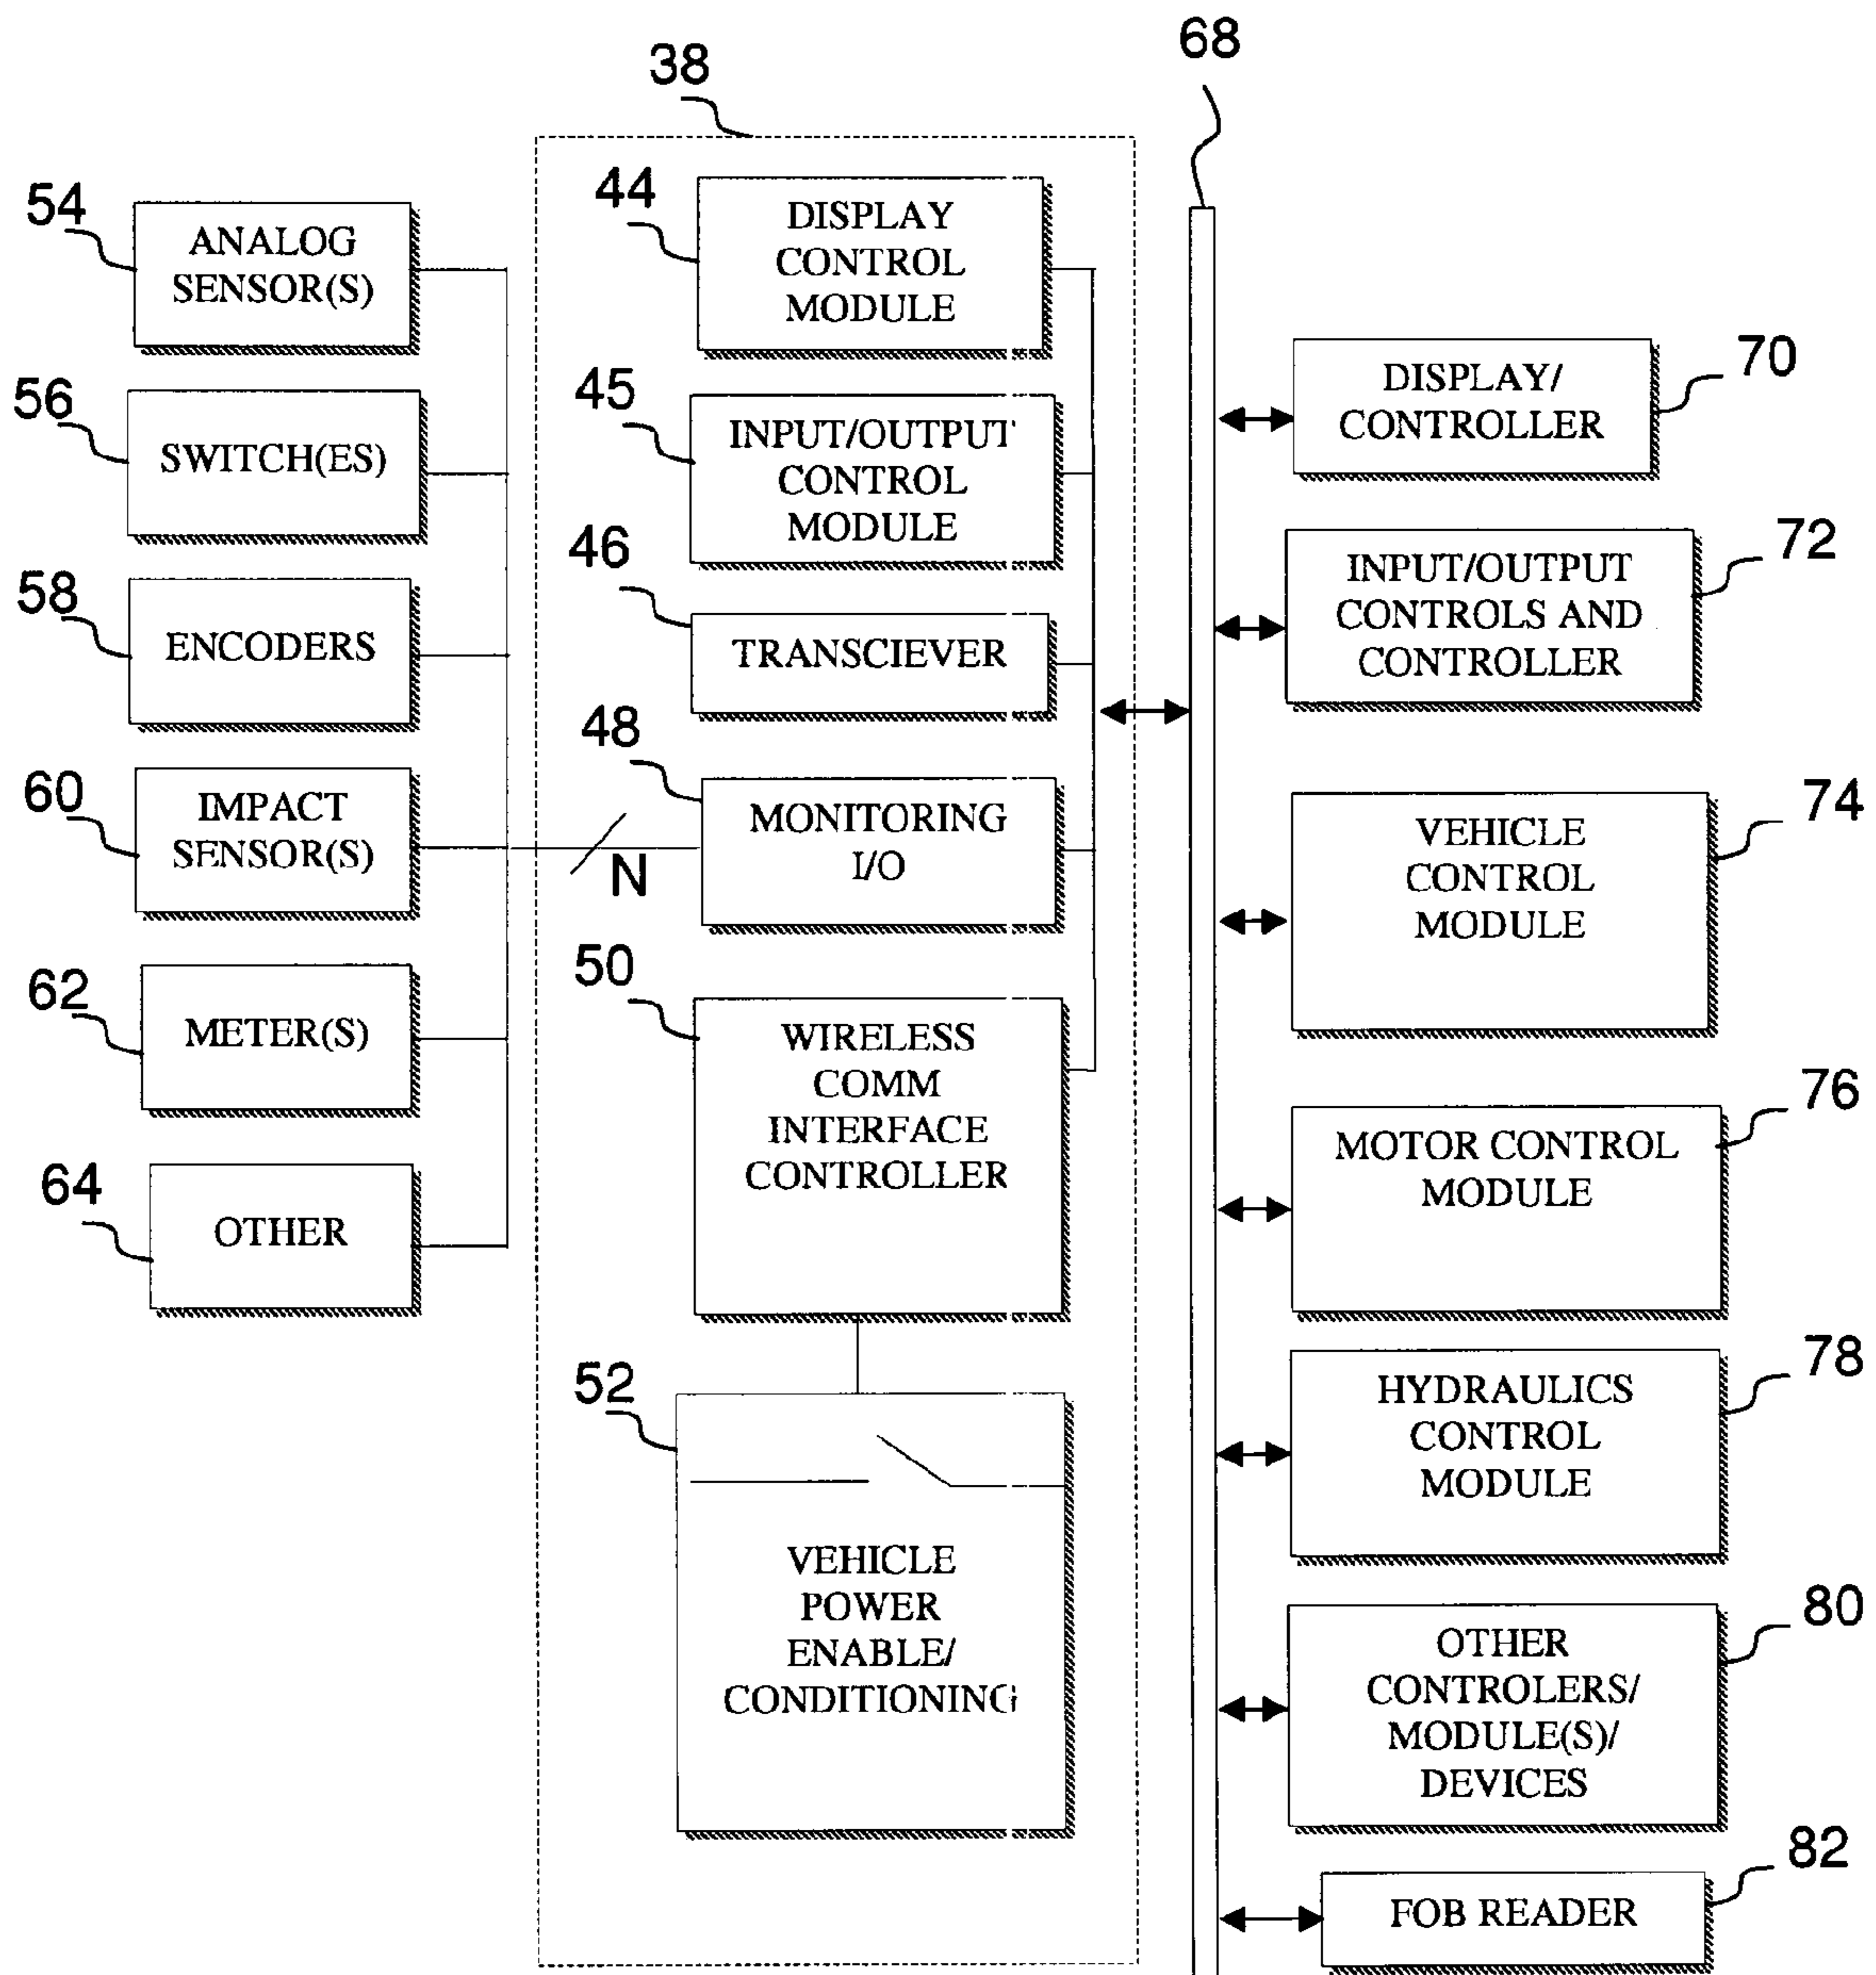 38
68
54
ANALOG
SENSOR(S)
56
SWITCH(ES)
58
ENCODERS
60
IMPACT
SENSOR(S)
62
METER(S)
64
OTHER
44
DISPLAY
CONTROL
MODULE
45
INPUT/OUTPUT
CONTROL
MODULE
46
TRANSCIEVER
48
MONITORING
I/O
N
50
WIRELESS
COMM
INTERFACE
CONTROLLER
52
VEHICLE
POWER
ENABLE/
CONDITIONING
70
DISPLAY/
CONTROLLER
72
INPUT/OUTPUT
CONTROLS AND
CONTROLLER
74
VEHICLE
CONTROL
MODULE
76
MOTOR CONTROL
MODULE
78
HYDRAULICS
CONTROL
MODULE
80
OTHER
CONTROLERS/
MODULE(S)/
DEVICES
82
FOB READER